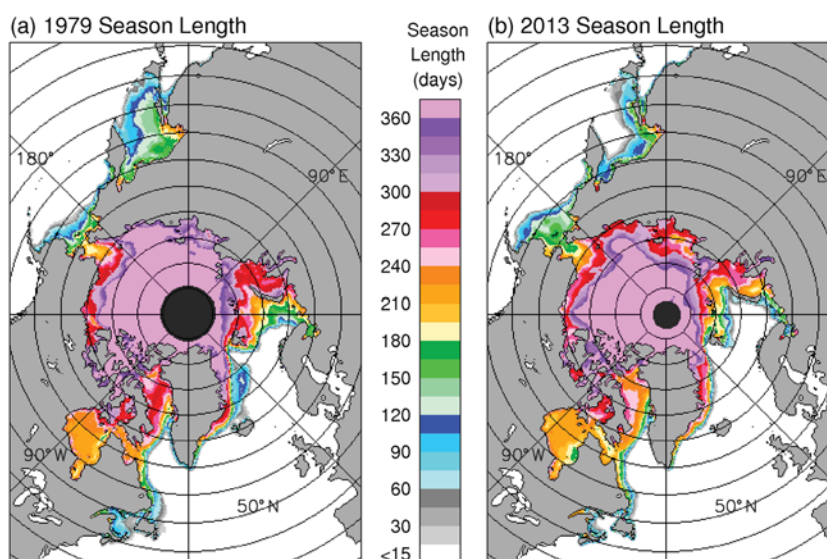 (a) 1979 Season Length
Season
Length
(days)
(b) 2013 Season Length
360
330
300
270
240
210
180
150
120
90
60
30
<15
180°
90°E
90°W
50°N
180°
90°E
90°W
50°N